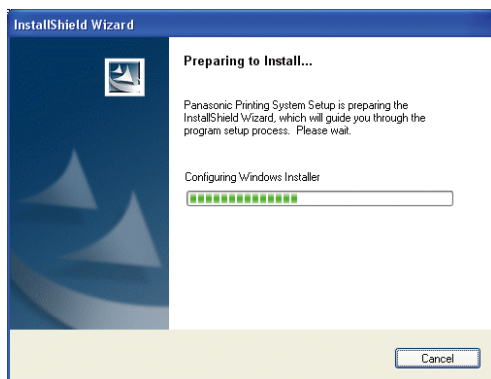 InstallShield Wizard
Preparing to Install...
Panasonic Printing System Setup is preparing the
InstallShield Wizard, which will guide you through the
program setup process. Please wait.
Configuring Windows Installer
Cancel